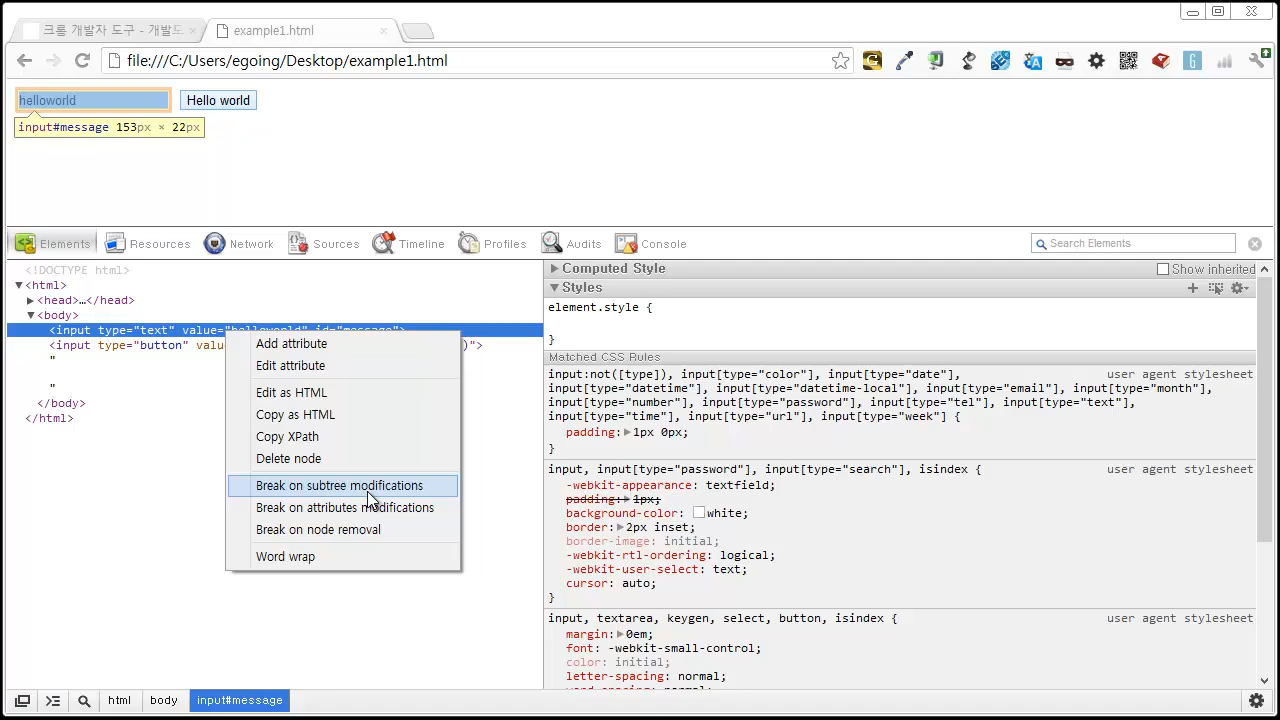 크롬 개발자 도구 - 개발자도
example1.html
file:///C:/Users/egoing/Desktop/example1.html
helloworld
Hello world
input#message 153px × 22px
Elements
Resources
Network
Sources
Timeline
Profiles
Audits
Console
Search Elements
<!DOCTYPE html>
▼<html>
▶<head>…</head>
▼<body>
<input type="text" value="helloworld" id="message">
<input type="button" valu
)">
"
"
</body>
</html>
Add attribute
Edit attribute
Edit as HTML
Copy as HTML
Copy XPath
Delete node
Break on subtree modifications
Break on attributes modifications
Break on node removal
Word wrap
▶ Computed Style
Show inherited
▼ Styles
element.style {
}
Matched CSS Rules
input:not([type]), input[type="color"], input[type="date"], user agent stylesheet
input[type="datetime"], input[type="datetime-local"], input[type="email"], input[type="month"],
input[type="number"], input[type="password"], input[type="tel"], input[type="text"],
input[type="time"], input[type="url"], input[type="week"] {
padding:▶1px 0px;
}
input, input[type="password"], input[type="search"], isindex { user agent stylesheet
-webkit-appearance: textfield;
padding:▶1px;
background-color: white;
border:▶2px inset;
border-image: initial;
-webkit-rtl-ordering: logical;
-webkit-user-select: text;
cursor: auto;
}
input, textarea, keygen, select, button, isindex { user agent stylesheet
margin:▶0em;
font: -webkit-small-control;
color: initial;
letter-spacing: normal;
word-spacing: normal;
html
body
input#message